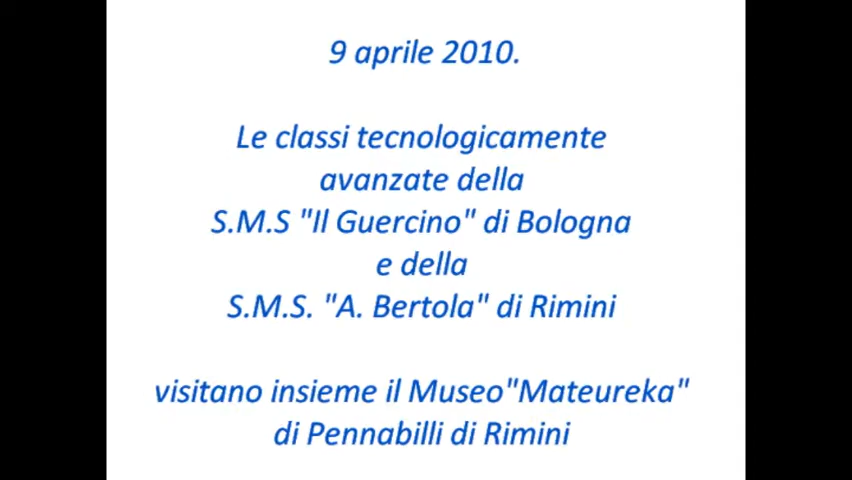 9 aprile 2010.
Le classi tecnologicamente
avanzate della
S.M.S "Il Guercino" di Bologna
e della
S.M.S. "A. Bertola" di Rimini
visitano insieme il Museo"Mateureka"
di Pennabilli di Rimini